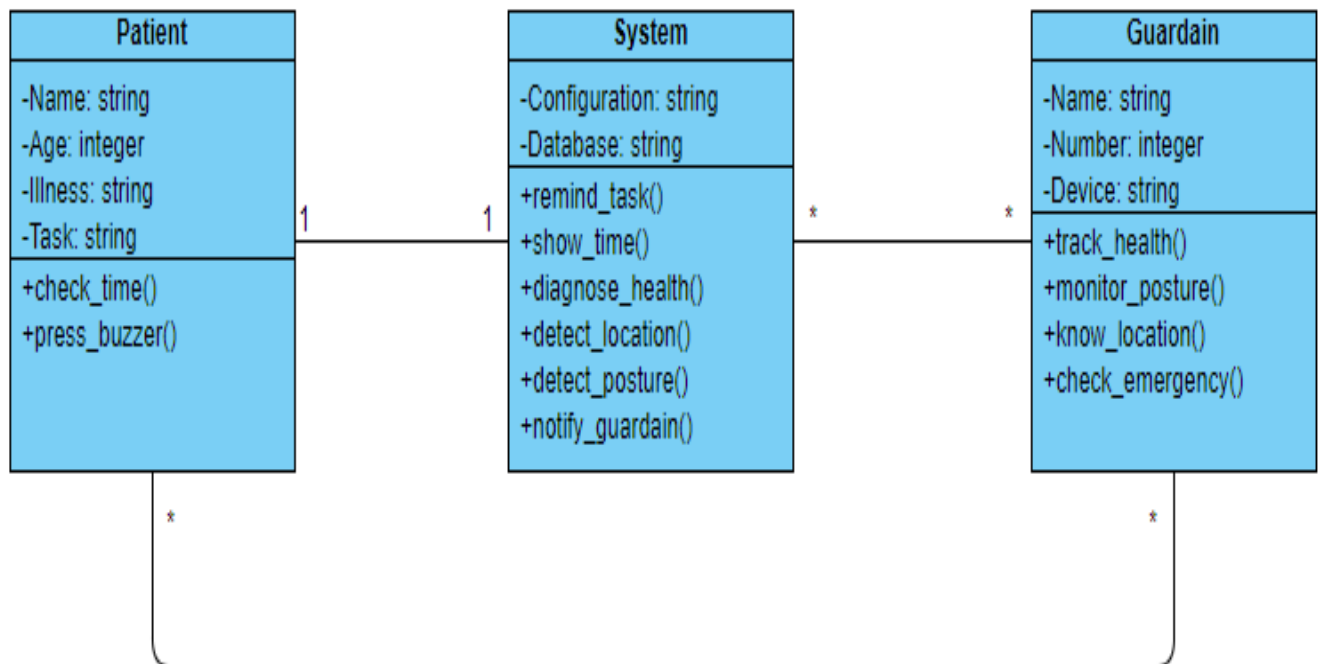 Patient
-Name: string
-Age: integer
-Illness: string
-Task: string
+check_time()
+press_buzzer()
1
1
System
-Configuration: string
-Database: string
+remind_task()
+show_time()
+diagnose_health()
+detect_location()
+detect_posture()
+notify_guardain()
*
*
Guardain
-Name: string
-Number: integer
-Device: string
+track_health()
+monitor_posture()
+know_location()
+check_emergency()
*
*